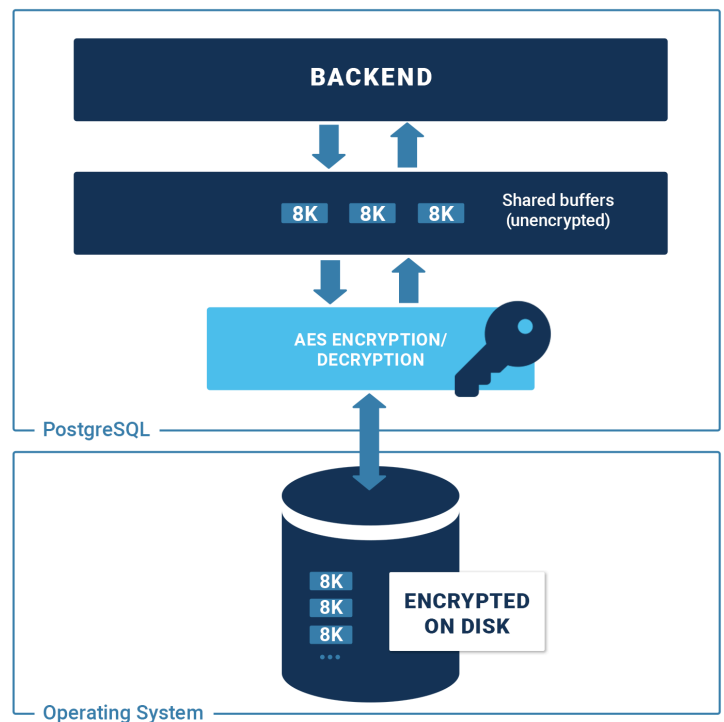 BACKEND
8K 8K 8K
Shared buffers
(unencrypted)
AES ENCRYPTION/
DECRYPTION
PostgreSQL
8K
8K
8K
ENCRYPTED
ON DISK
Operating System